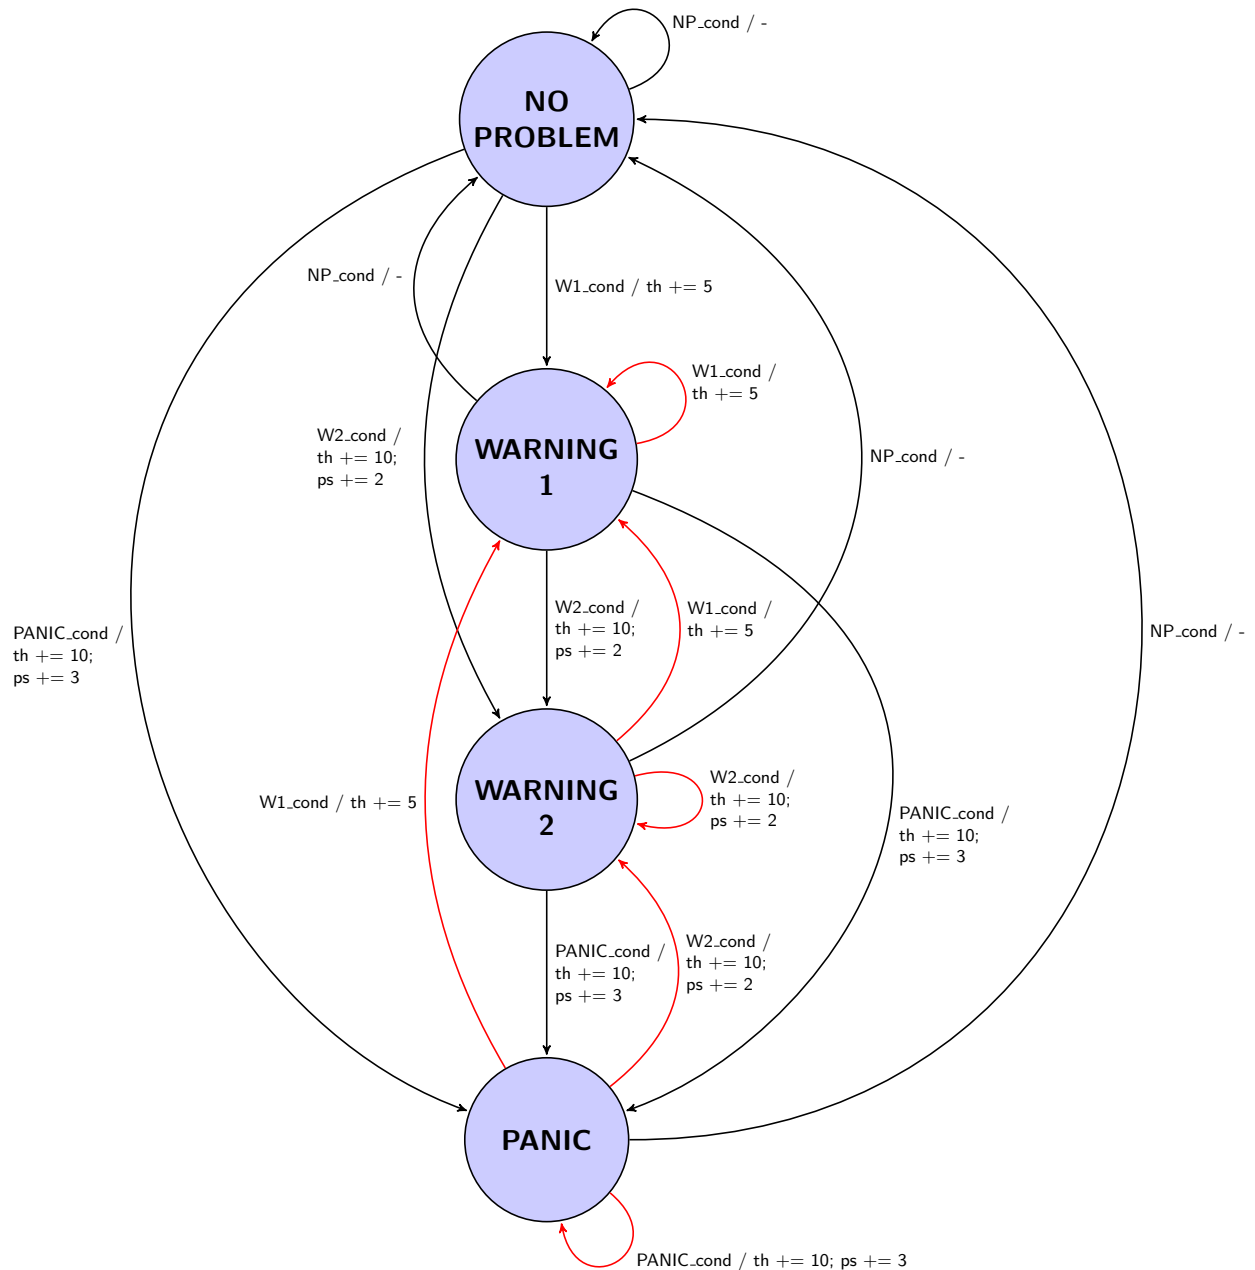 NP_cond / -
NO
PROBLEM
NP_cond / -
W1_cond / th += 5
W1_cond /
th += 5
W2_cond /
th += 10;
ps += 2
WARNING
1
NP_cond / -
W2_cond /
th += 10;
ps += 2
W1_cond /
th += 5
PANIC_cond /
th += 10;
ps += 3
NP_cond / -
W1_cond / th += 5
WARNING
2
W2_cond /
th += 10;
ps += 2
PANIC_cond /
th += 10;
ps += 3
PANIC_cond /
th += 10;
ps += 3
W2_cond /
th += 10;
ps += 2
PANIC
PANIC_cond / th += 10; ps += 3